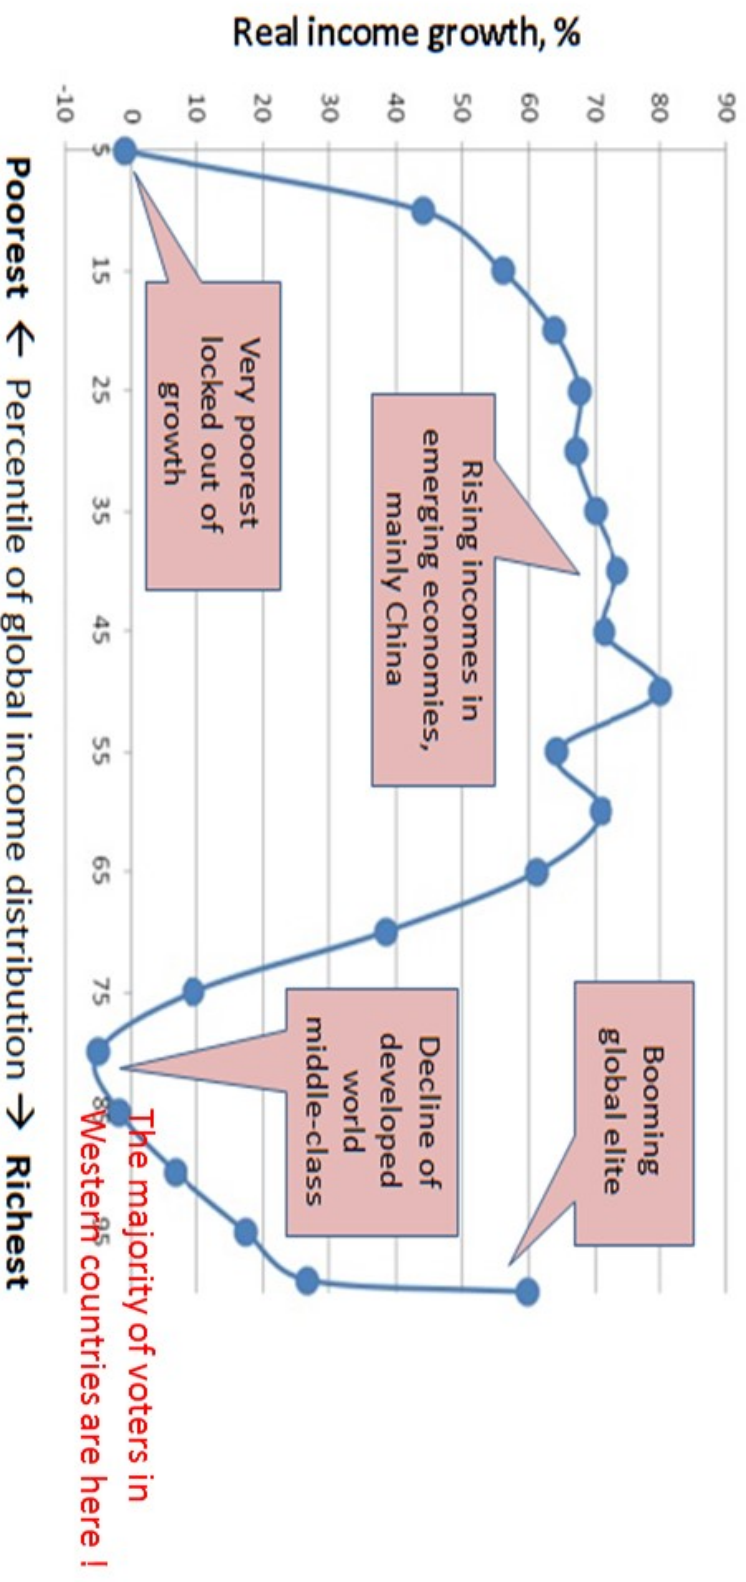 Real income growth, %
90
80
70
60
50
40
30
20
10
0
-10
5
15
25
35
45
55
65
75
85
95
Very poorest
locked out of
growth
Rising incomes in
emerging economies,
mainly China
Decline of
developed
world
middle-class
Booming
global elite
The majority of voters in
Western countries are here !
Poorest ← Percentile of global income distribution → Richest